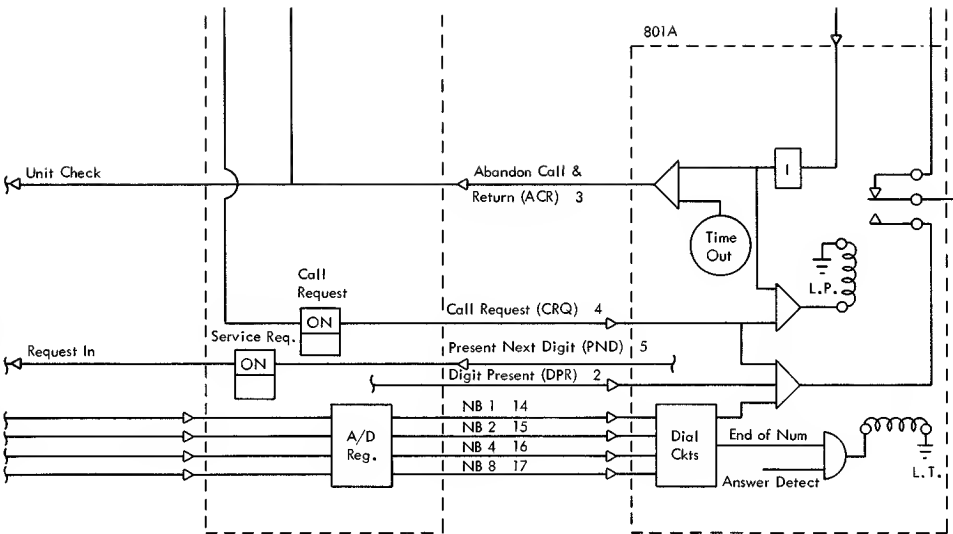 801A
Unit Check
Abandon Call &
Return (ACR) 3
I
Time
Out
L.P.
Call
Request
ON
Call Request (CRQ) 4
Service Req.
ON
Request In
Present Next Digit (PND) 5
Digit Present (DPR) 2
NB 1 14
NB 2 15
NB 4 16
NB 8 17
A/D
Reg.
Dial
Ckts
End of Num
Answer Detect
L.T.